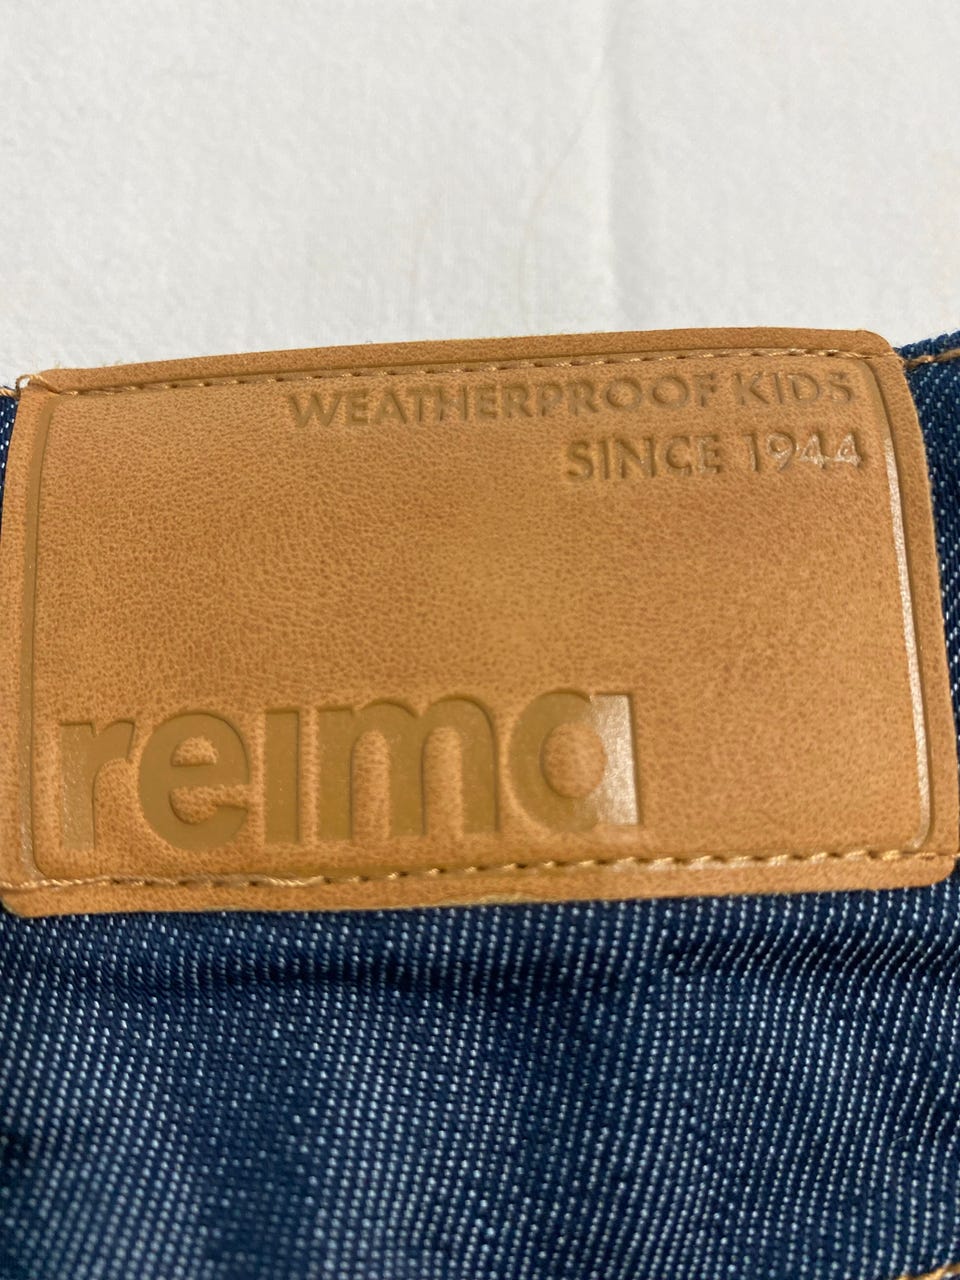 WEATHERPROOF KIDS
SINCE 1944
reima